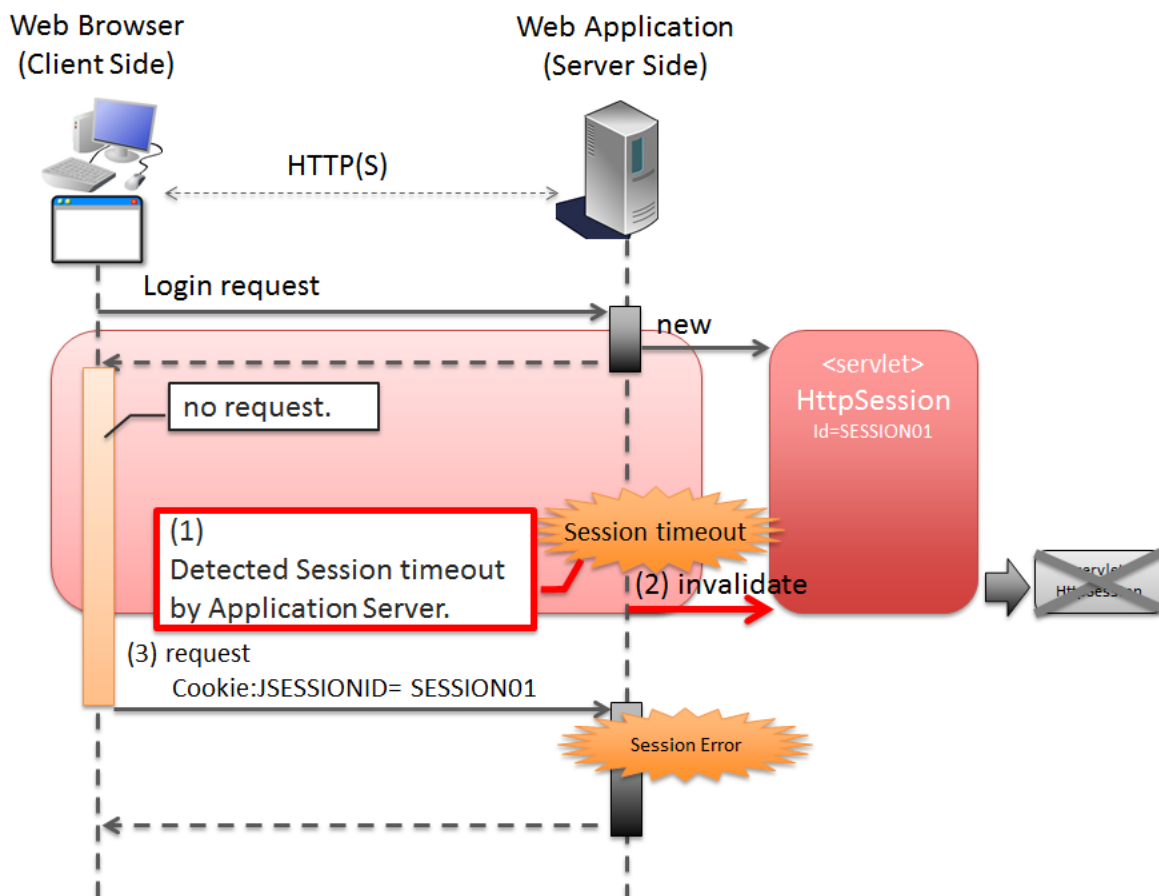 Web Browser
(Client Side)
Web Application
(Server Side)
HTTP(S)
Login request
new
<servlet>
HttpSession
Id=SESSION01
no request.
(1)
Detected Session timeout
by Application Server.
Session timeout
(2) invalidate
HttpSession
(3) request
Cookie:JSESSIONID= SESSION01
Session Error